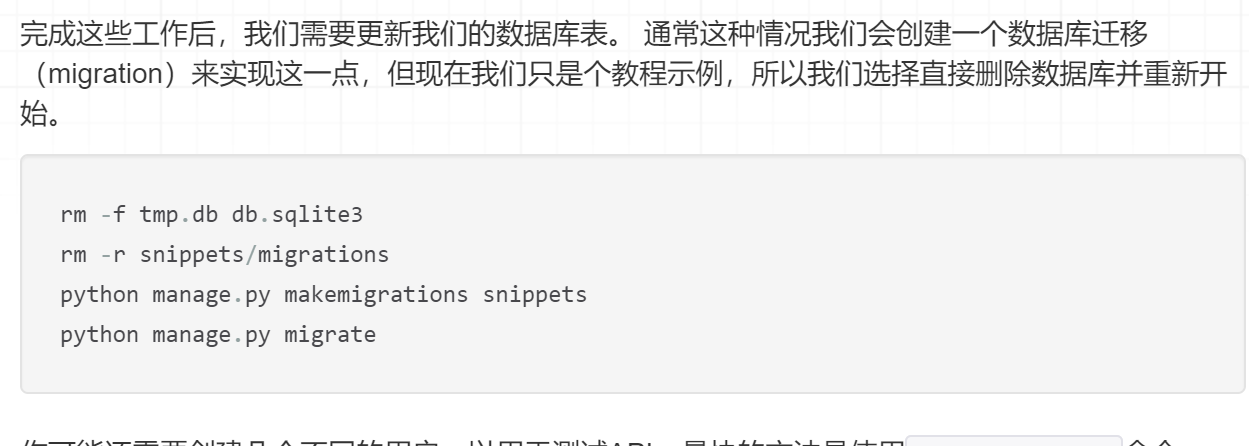 完成这些工作后，我们需要更新我们的数据库表。 通常这种情况我们会创建一个数据库迁移
（migration）来实现这一点，但现在我们只是个教程示例，所以我们选择直接删除数据库并重新开
始。
rm -f tmp.db db.sqlite3
rm -r snippets/migrations
python manage.py makemigrations snippets
python manage.py migrate